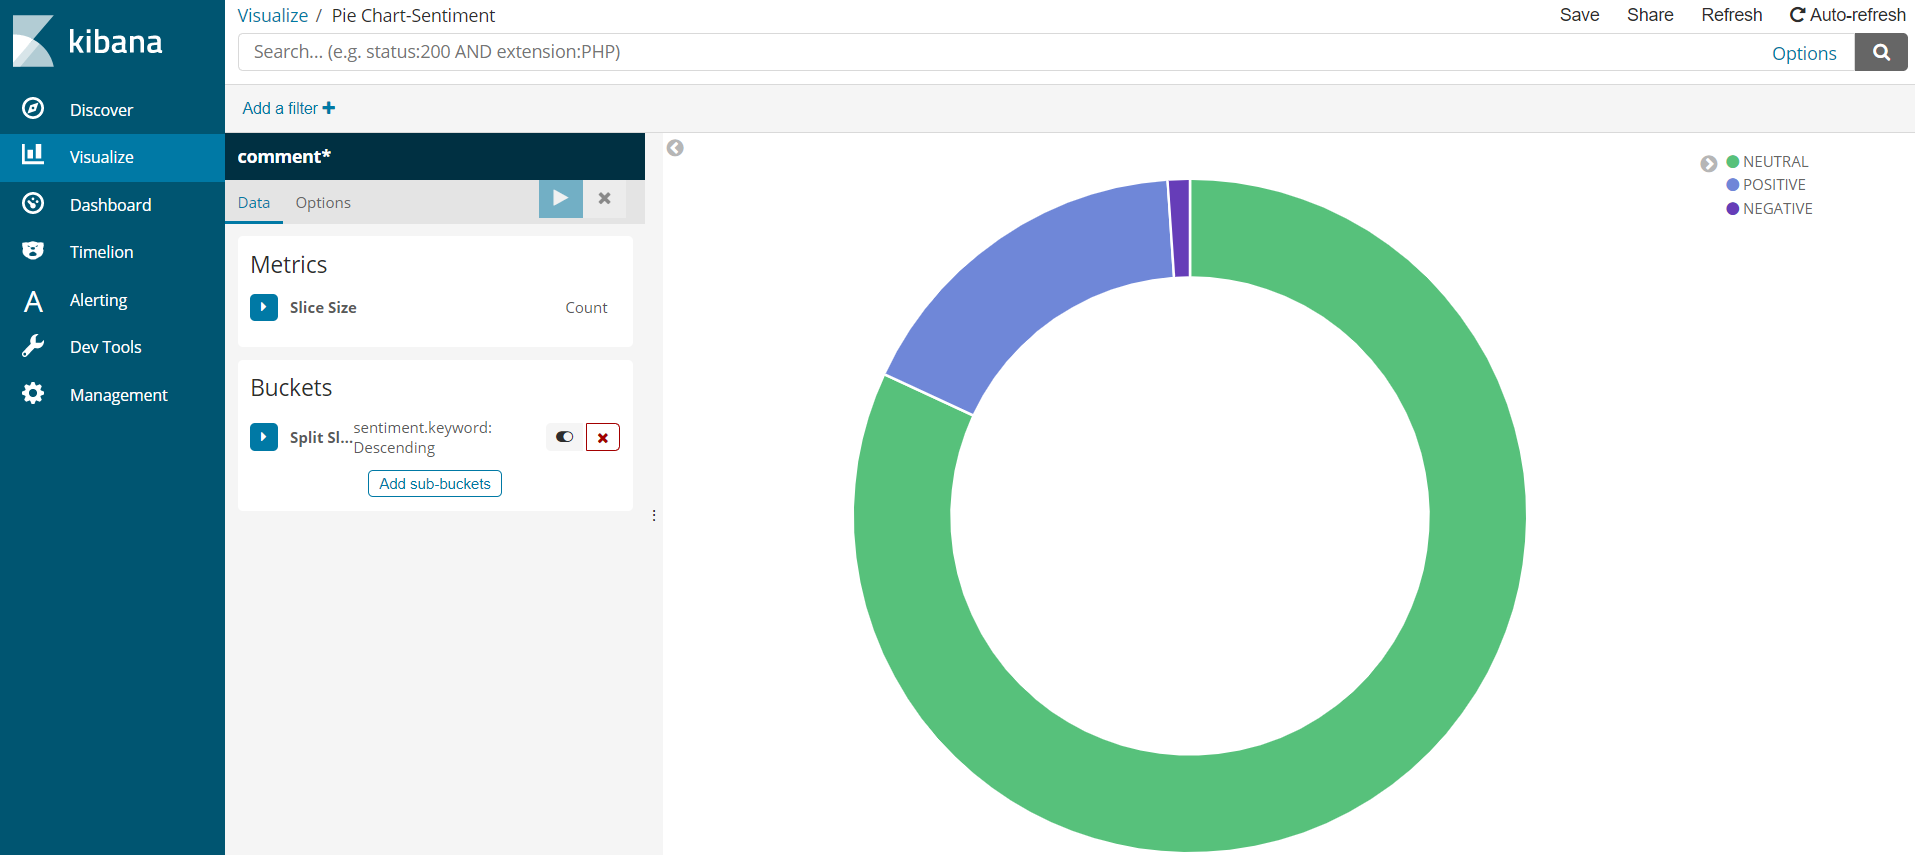 kibana
Discover
Visualize
Dashboard
Timelion
Alerting
Dev Tools
Management
Visualize / Pie Chart-Sentiment
Save Share Refresh Auto-refresh
Search... (e.g. status:200 AND extension:PHP)
Options
Add a filter
comment*
Data Options
Metrics
Slice Size Count
Buckets
Split Sl... sentiment.keyword:
Descending
Add sub-buckets
NEUTRAL
POSITIVE
NEGATIVE